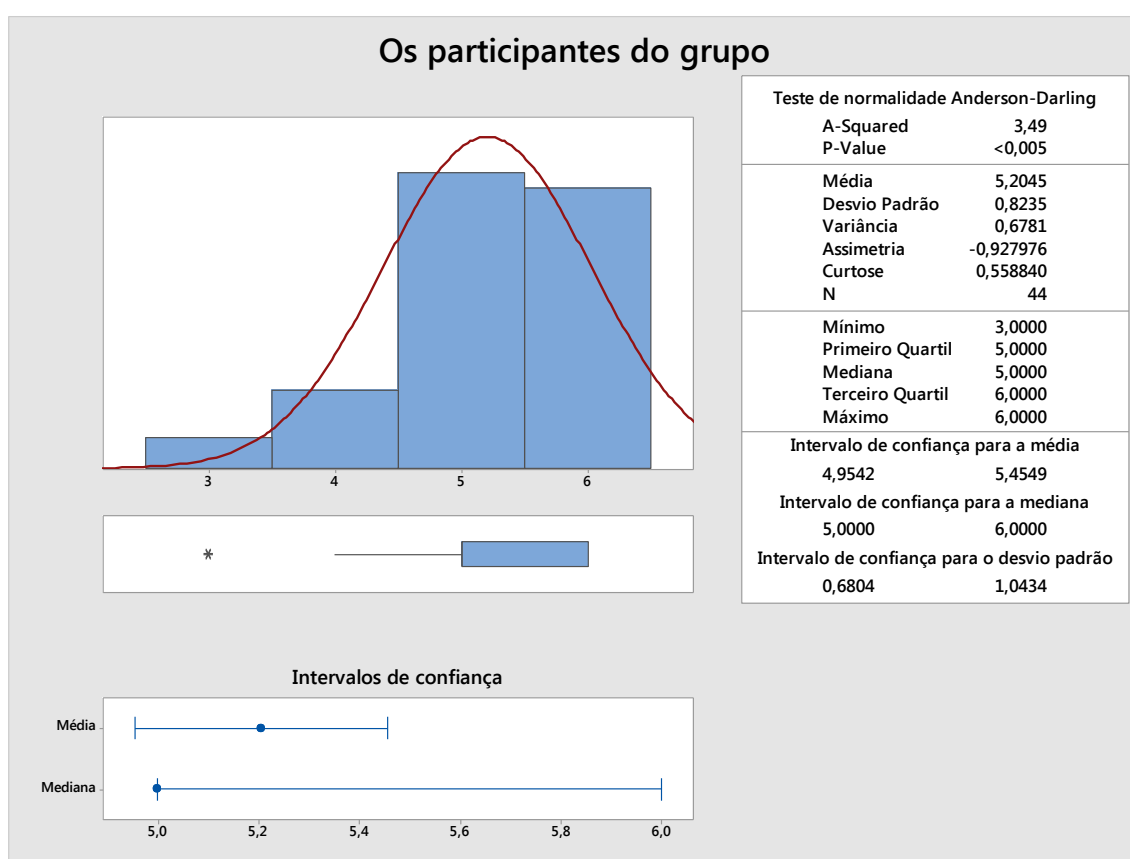 Os participantes do grupo
3 4 5 6
Intervalos de confiança
Média
Mediana
5,0 5,2 5,4 5,6 5,8 6,0
Teste de normalidade Anderson-Darling
A-Squared 3,49
P-Value <0,005
Média 5,2045
Desvio Padrão 0,8235
Variância 0,6781
Assimetria -0,927976
Curtose 0,558840
N 44
Mínimo 3,0000
Primeiro Quartil 5,0000
Mediana 5,0000
Terceiro Quartil 6,0000
Máximo 6,0000
Intervalo de confiança para a média
4,9542 5,4549
Intervalo de confiança para a mediana
5,0000 6,0000
Intervalo de confiança para o desvio padrão
0,6804 1,0434